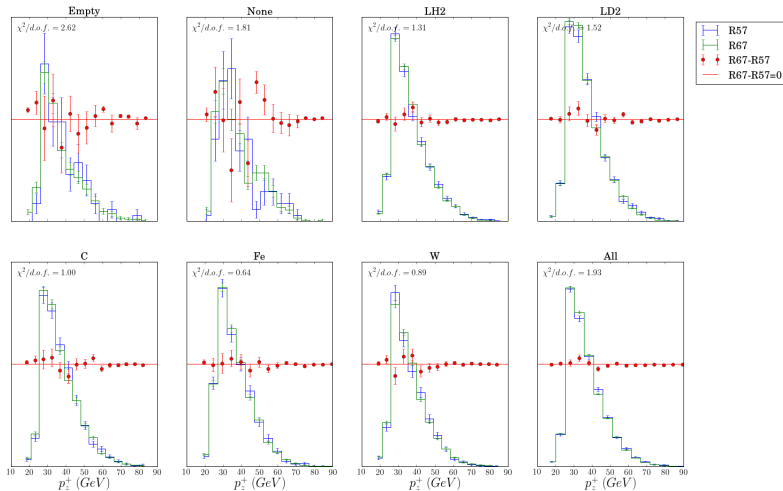 Empty
None
LH2
LD2
χ²/d.o.f. = 2.62
χ²/d.o.f. = 1.81
χ²/d.o.f. = 1.31
χ²/d.o.f. = 1.52
R57
R67
R67-R57
R67-R57=0
C
Fe
W
All
χ²/d.o.f. = 1.00
χ²/d.o.f. = 0.64
χ²/d.o.f. = 0.89
χ²/d.o.f. = 1.93
10 20 30 40 50 60 70 80 10 20 30 40 50 60 70 80 10 20 30 40 50 60 70 80 10 20 30 40 50 60 70 80 90
p_z^+ (GeV)
p_z^+ (GeV)
p_z^+ (GeV)
p_z^+ (GeV)